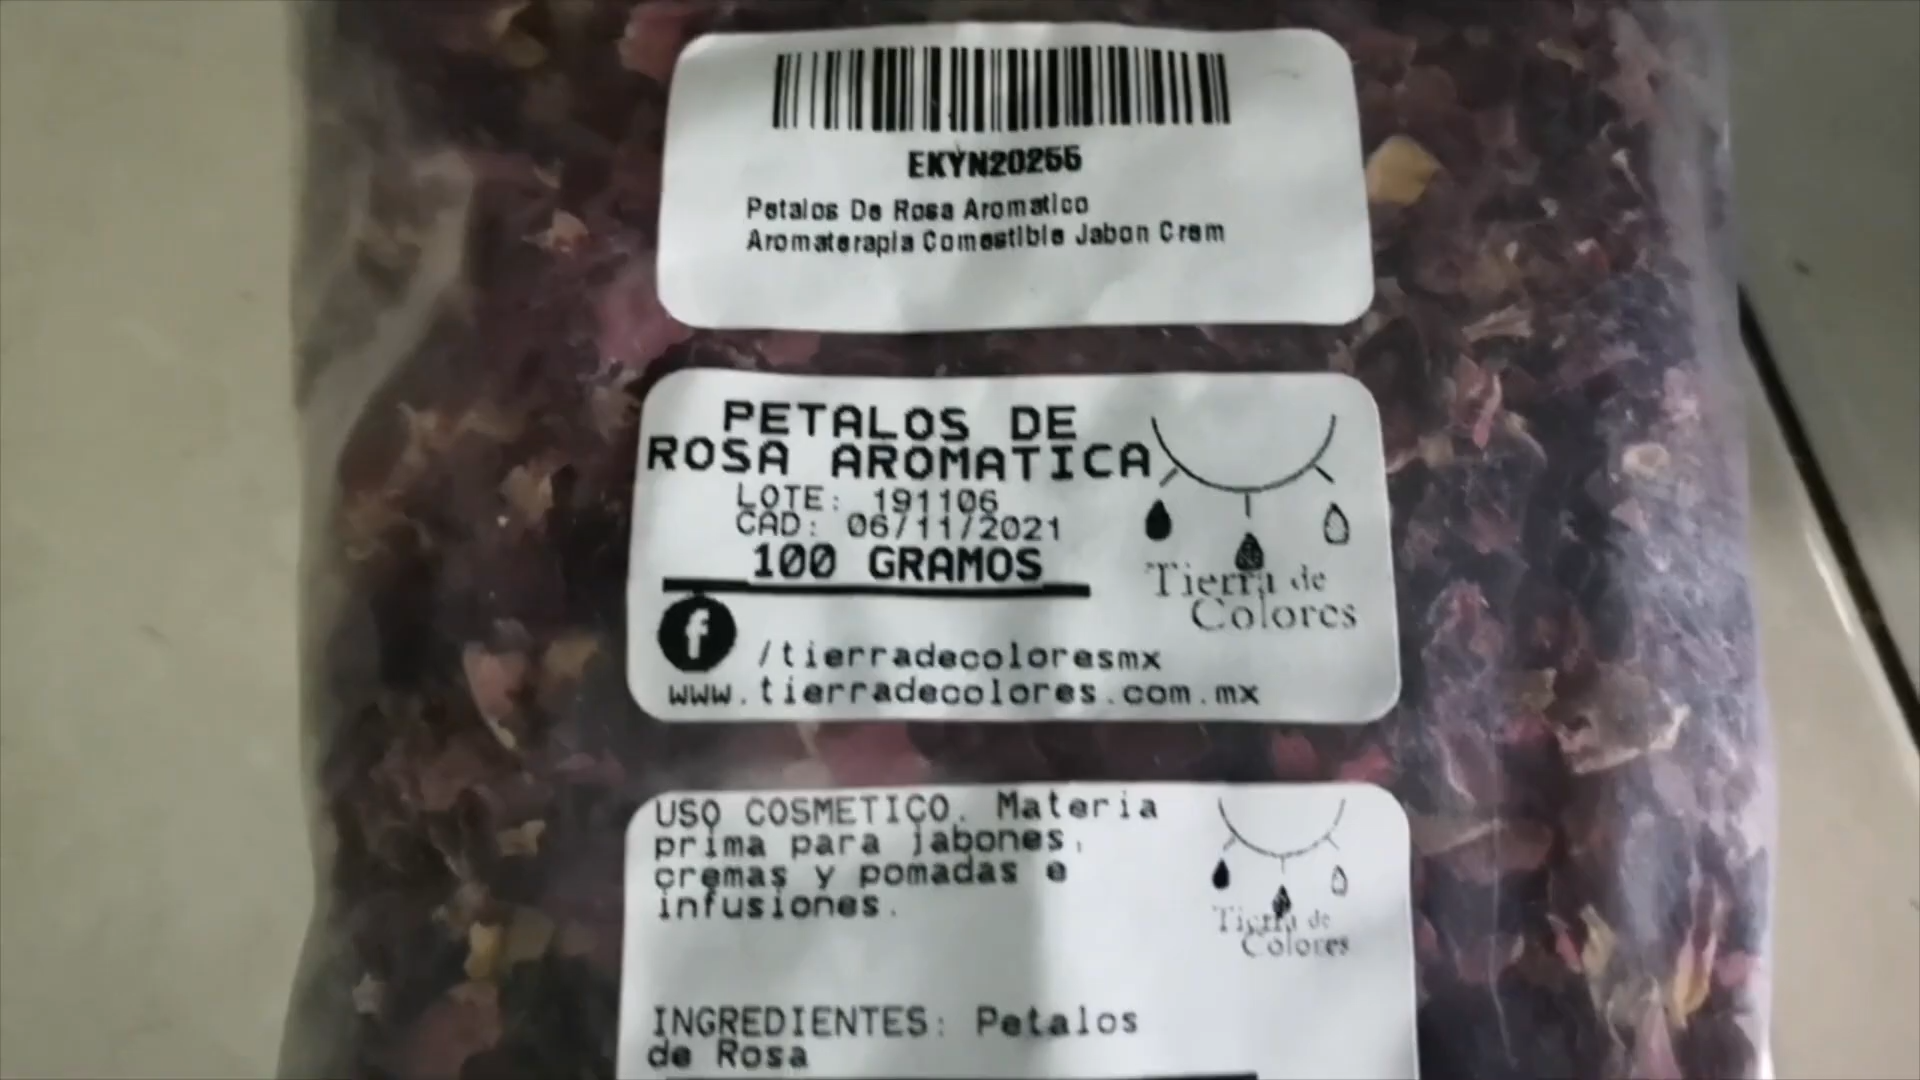 EKYN20255
Petalos De Rosa Aromatico
Aromaterapia Comestible Jabon Crem
PETALOS DE
ROSA AROMATICA
LOTE: 191106
CAD: 06/11/2021
100 GRAMOS
Tierra de
Colores
f /tierradecoloresmx
www.tierradecolores.com.mx
USO COSMETICO. Materia
prima para jabones,
cremas y pomadas e
infusiones.
Tierra de
Colores
INGREDIENTES: Petalos
de Rosa